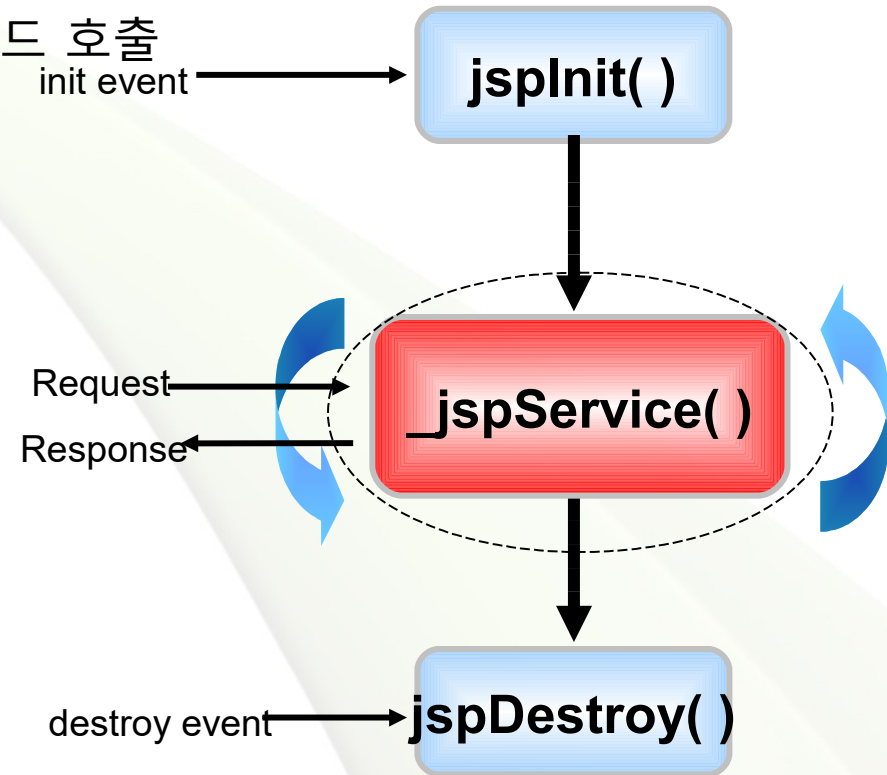 드 호출
init event
jspInit( )
Request
_jspService( )
Response
destroy event
jspDestroy( )